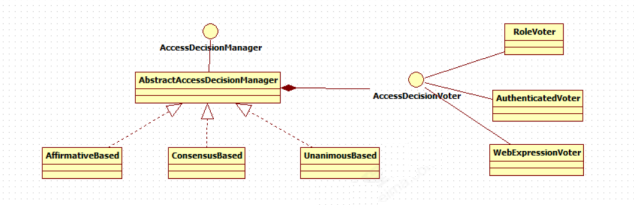 RoleVoter
AccessDecisionManager
AbstractAccessDecisionManager
AccessDecisionVoter
AuthenticatedVoter
AffirmativeBased
ConsensusBased
UnanimousBased
WebExpressionVoter